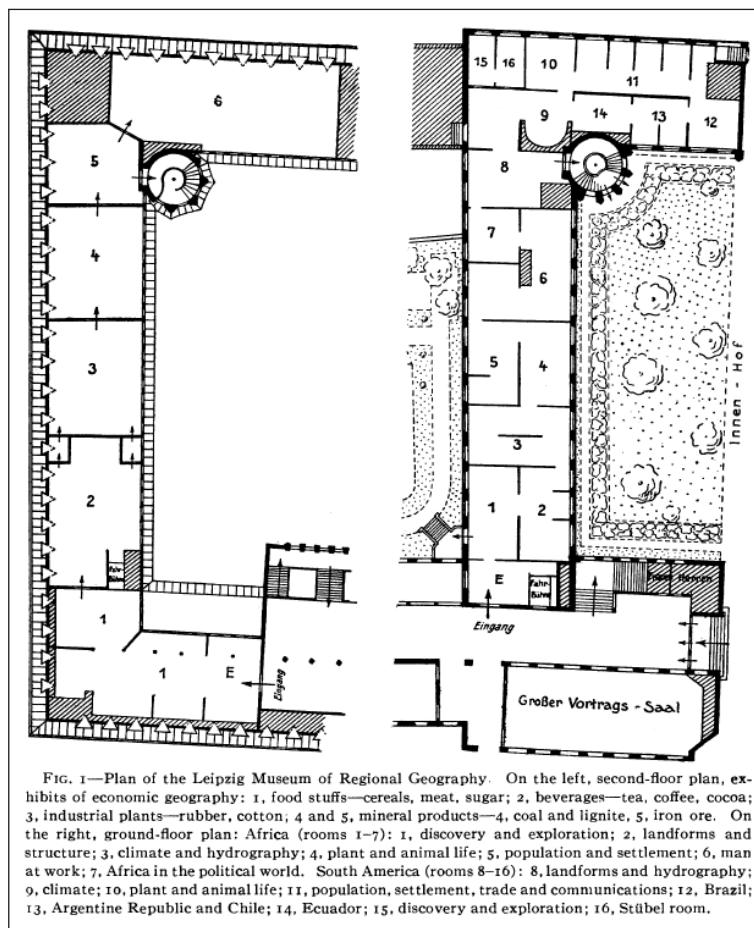 6
5
4
3
2
Fahr-
Bühne
1
1
E
Eingang
15
16
10
11
9
14
13
12
8
7
6
5
4
3
1
2
E
Fahr-
Bühne
Eingang
Herren
Innen - Hof
Großer Vortrags - Saal
FIG. 1—Plan of the Leipzig Museum of Regional Geography. On the left, second-floor plan, ex-
hibits of economic geography: 1, food stuffs—cereals, meat, sugar; 2, beverages—tea, coffee, cocoa;
3, industrial plants—rubber, cotton; 4 and 5, mineral products—4, coal and lignite, 5, iron ore. On
the right, ground-floor plan: Africa (rooms 1-7): 1, discovery and exploration; 2, landforms and
structure; 3, climate and hydrography; 4, plant and animal life; 5, population and settlement; 6, man
at work; 7, Africa in the political world. South America (rooms 8-16): 8, landforms and hydrography;
9, climate; 10, plant and animal life; 11, population, settlement, trade and communications; 12, Brazil;
13, Argentine Republic and Chile; 14, Ecuador; 15, discovery and exploration; 16, Stübel room.